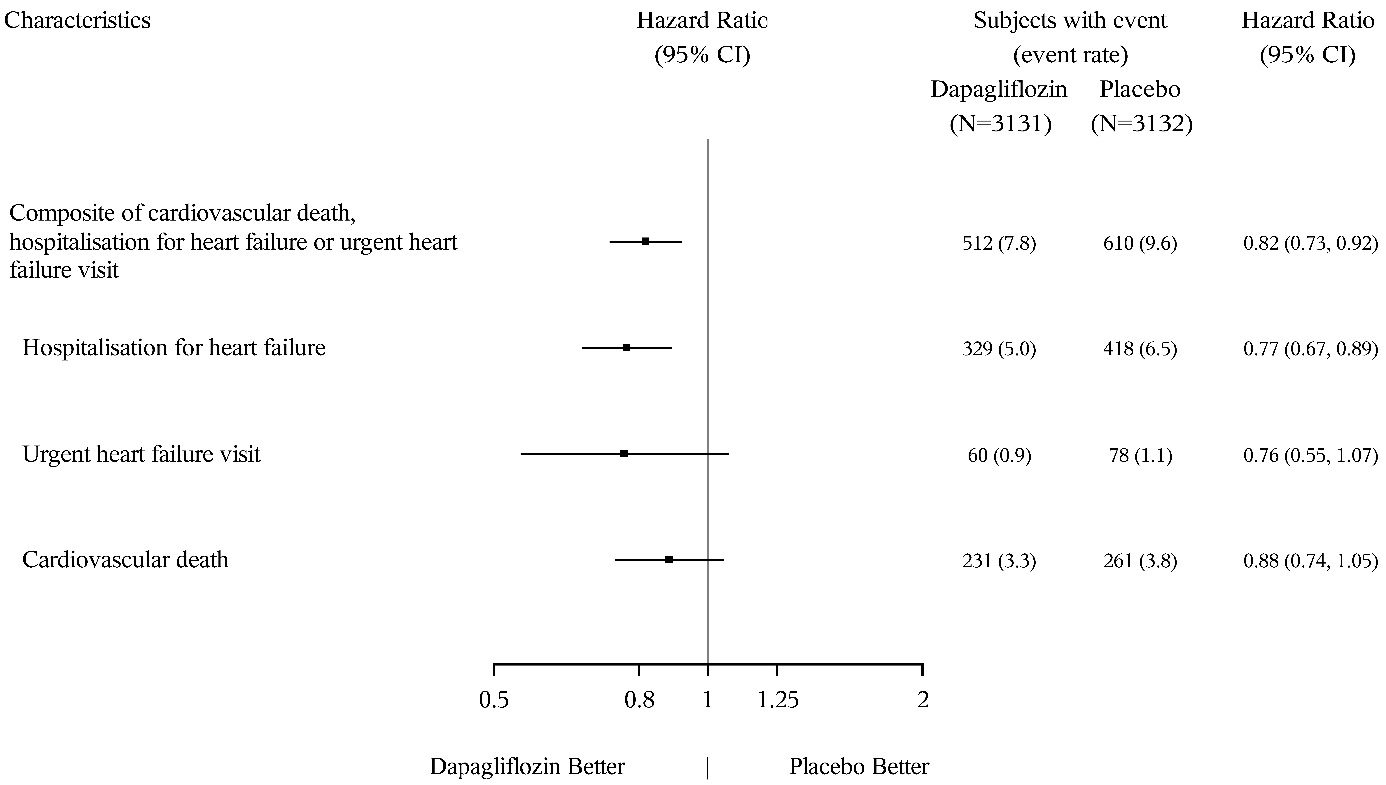 Characteristics
Hazard Ratio
(95% CI)
Subjects with event
(event rate)
Hazard Ratio
(95% CI)
Dapagliflozin
(N=3131)
Placebo
(N=3132)
Composite of cardiovascular death,
hospitalisation for heart failure or urgent heart
failure visit
512 (7.8) 610 (9.6) 0.82 (0.73, 0.92)
Hospitalisation for heart failure 329 (5.0) 418 (6.5) 0.77 (0.67, 0.89)
Urgent heart failure visit 60 (0.9) 78 (1.1) 0.76 (0.55, 1.07)
Cardiovascular death 231 (3.3) 261 (3.8) 0.88 (0.74, 1.05)
0.5 0.8 1 1.25 2
Dapagliflozin Better | Placebo Better